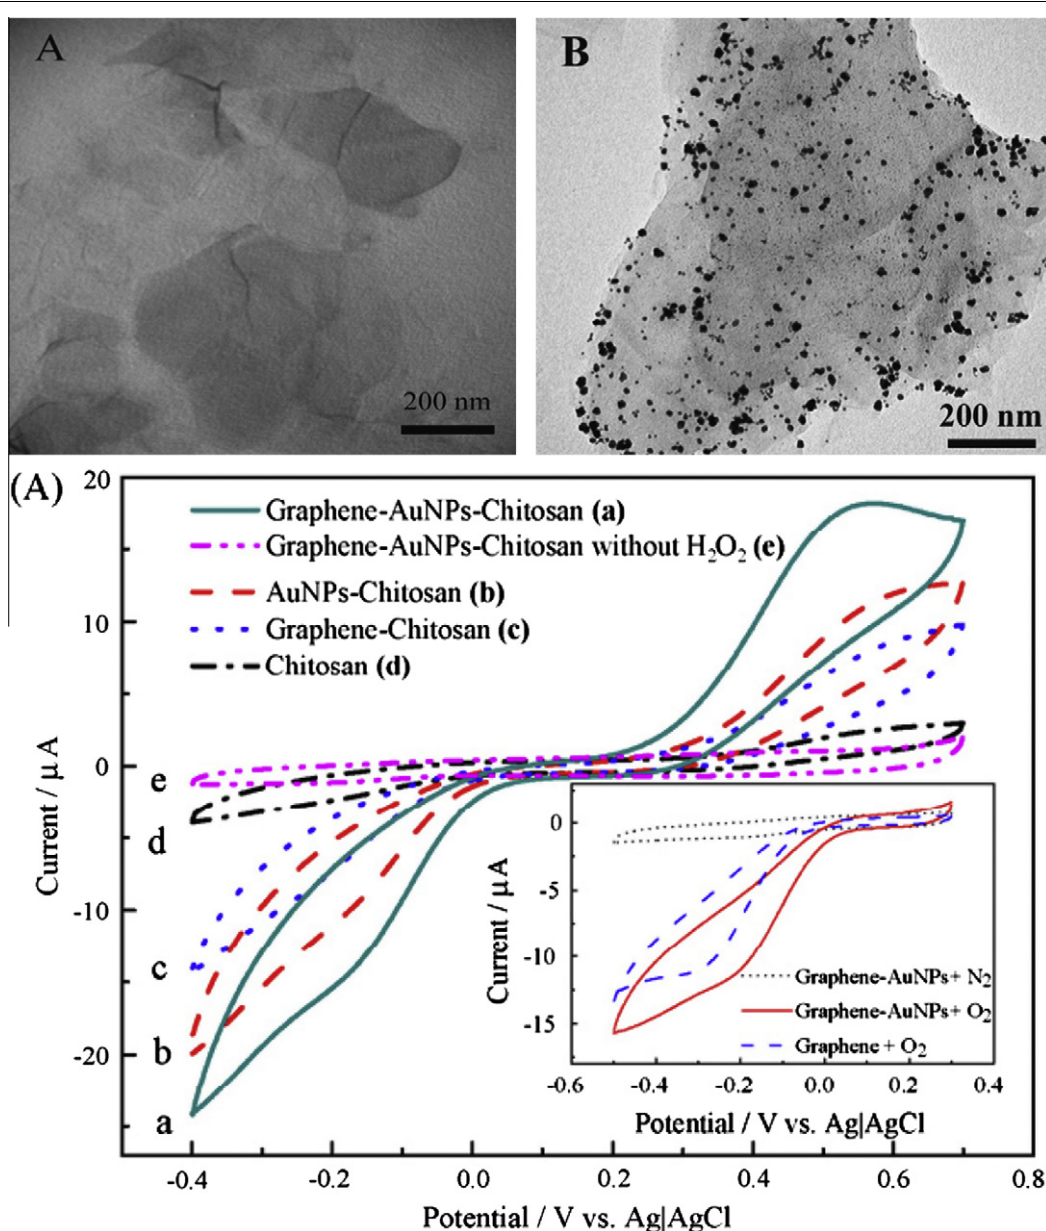 A
200 nm
B
200 nm
(A)
Graphene-AuNPs-Chitosan (a)
Graphene-AuNPs-Chitosan without H₂O₂ (e)
AuNPs-Chitosan (b)
Graphene-Chitosan (c)
Chitosan (d)
20
10
0
-10
-20
Current / µA
e
d
c
b
a
-0.4
-0.2
0.0
0.2
0.4
0.6
0.8
Potential / V vs. Ag|AgCl
0
-5
-10
-15
Current / µA
Graphene-AuNPs+ N₂
Graphene-AuNPs + O₂
Graphene + O₂
-0.6
-0.4
-0.2
0.0
0.2
0.4
Potential / V vs. Ag|AgCl